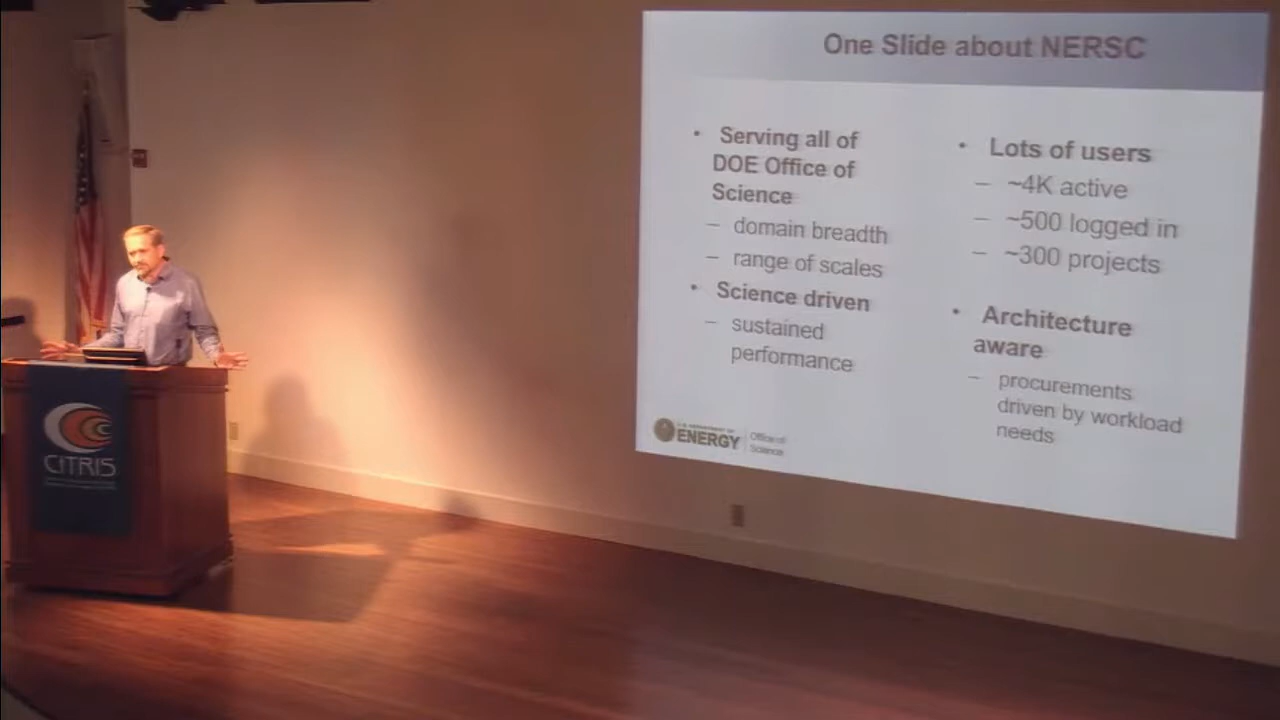 One Slide about NERSC
• Serving all of
DOE Office of
Science
– domain breadth
– range of scales
• Science driven
– sustained
performance
• Lots of users
– ~4K active
– ~500 logged in
– ~300 projects
• Architecture
aware
– procurements
driven by workload
needs
U.S. DEPARTMENT OF
ENERGY
Office of
Science
CITRIS